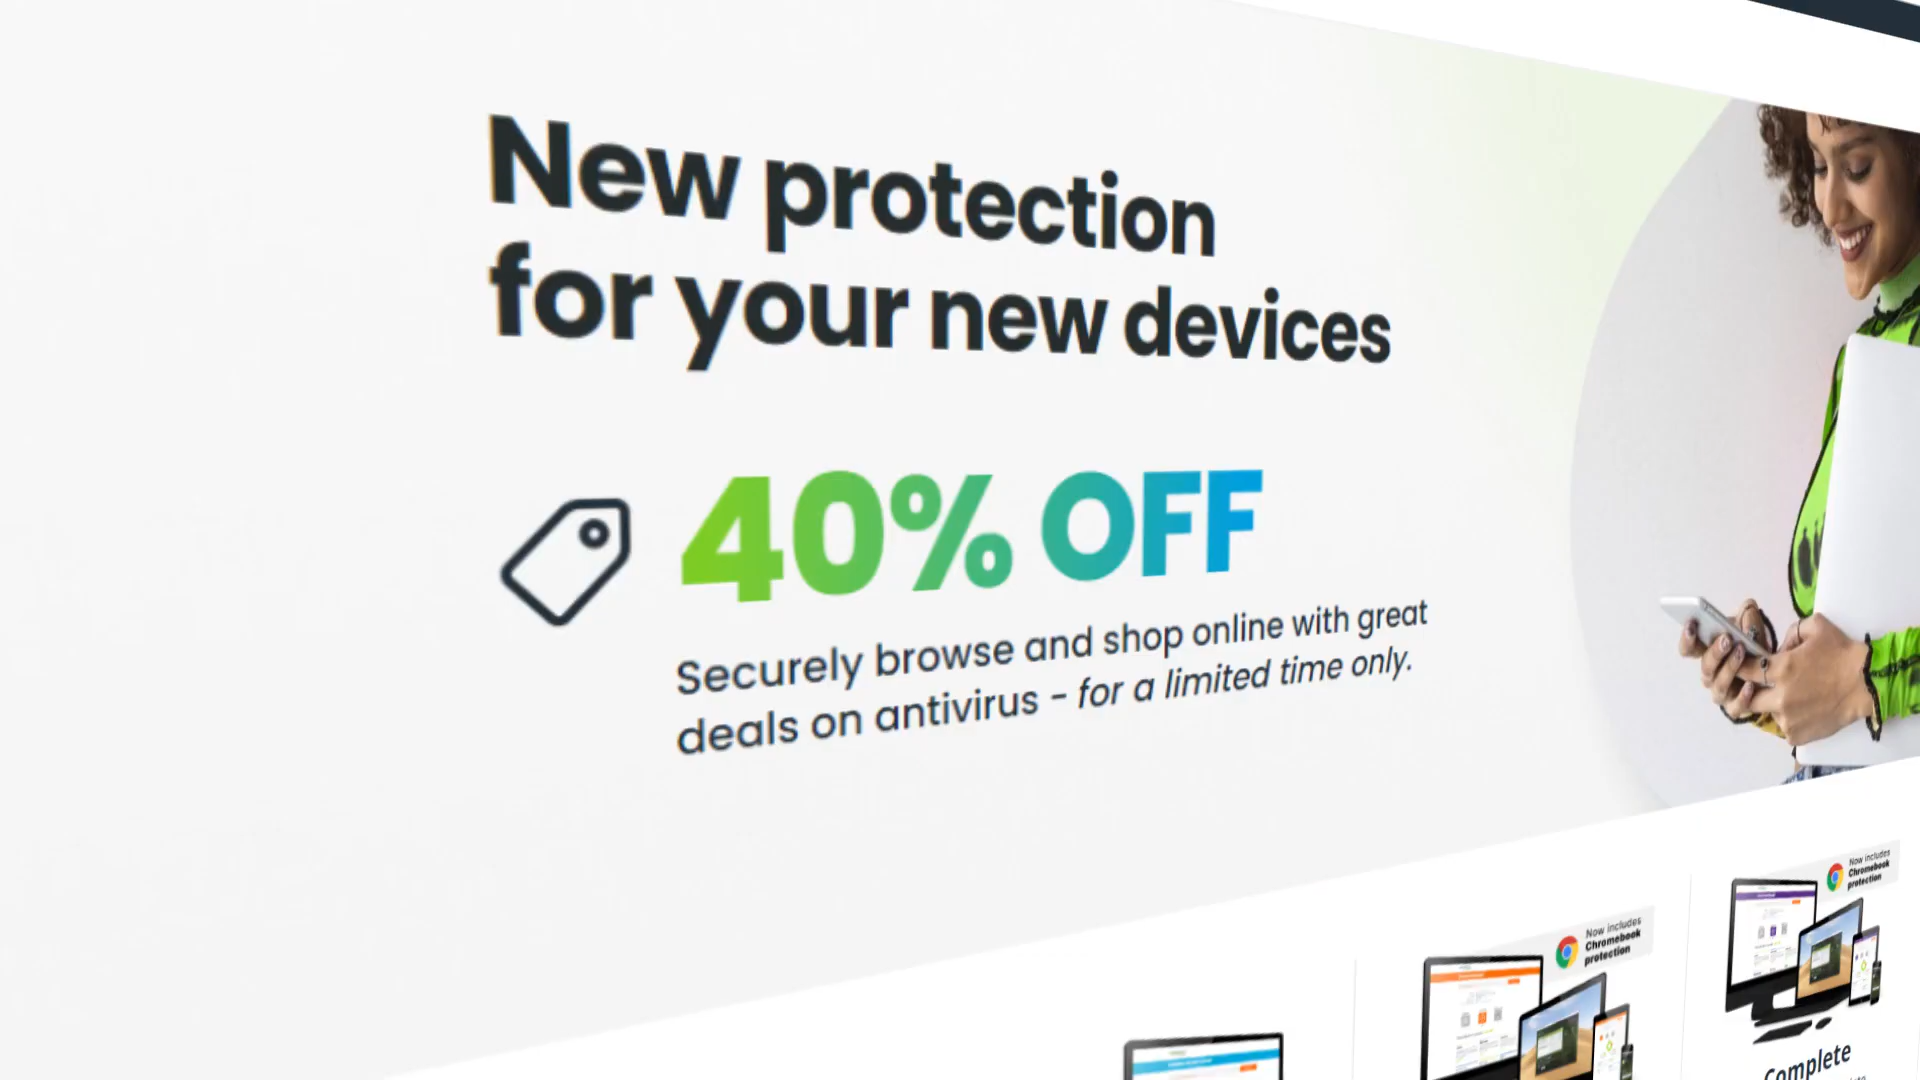 New protection
for your new devices
40% OFF
Securely browse and shop online with great
deals on antivirus - for a limited time only.
Now includes
Chromebook
protection
Now includes
Chromebook
protection
Complete